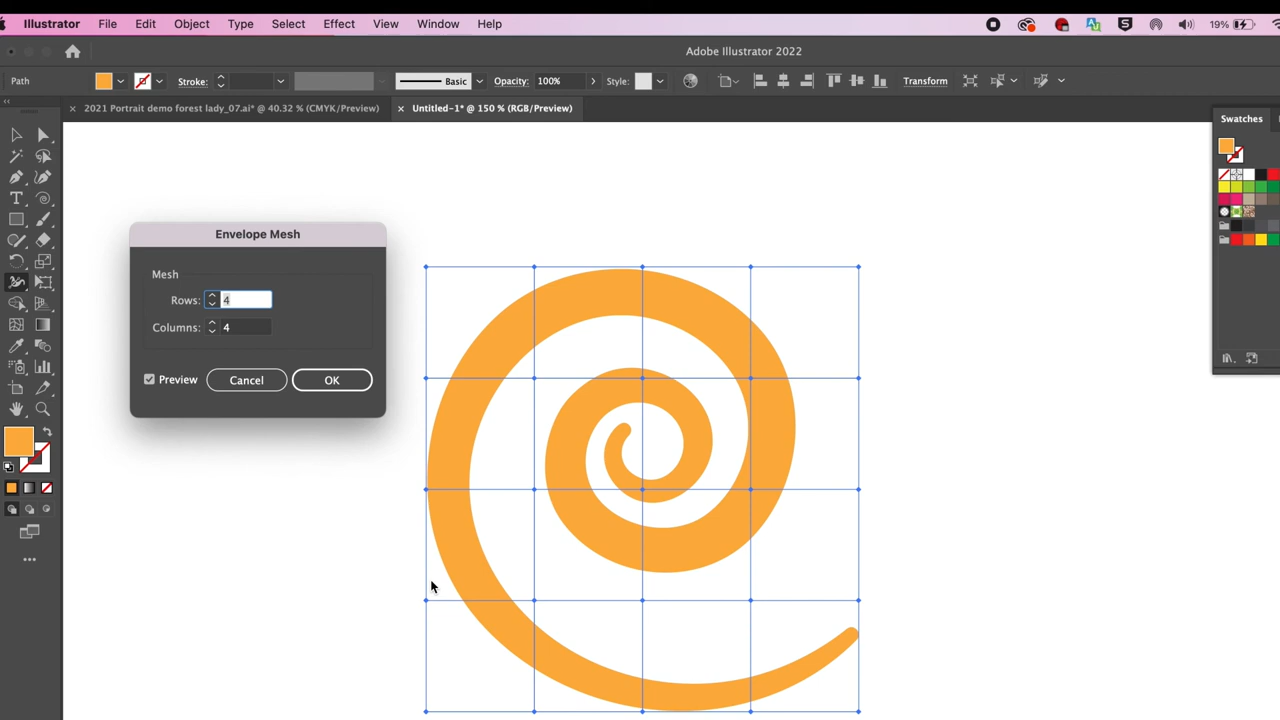 Illustrator File Edit Object Type Select Effect View Window Help 19%
Adobe Illustrator 2022
Path Stroke: Basic Opacity: 100% Style: Transform
× 2021 Portrait demo forest lady_07.ai* @ 40.32 % (CMYK/Preview) × Untitled-1* @ 150 % (RGB/Preview)
Swatches
Envelope Mesh
Mesh
Rows: 4
Columns: 4
Preview Cancel OK